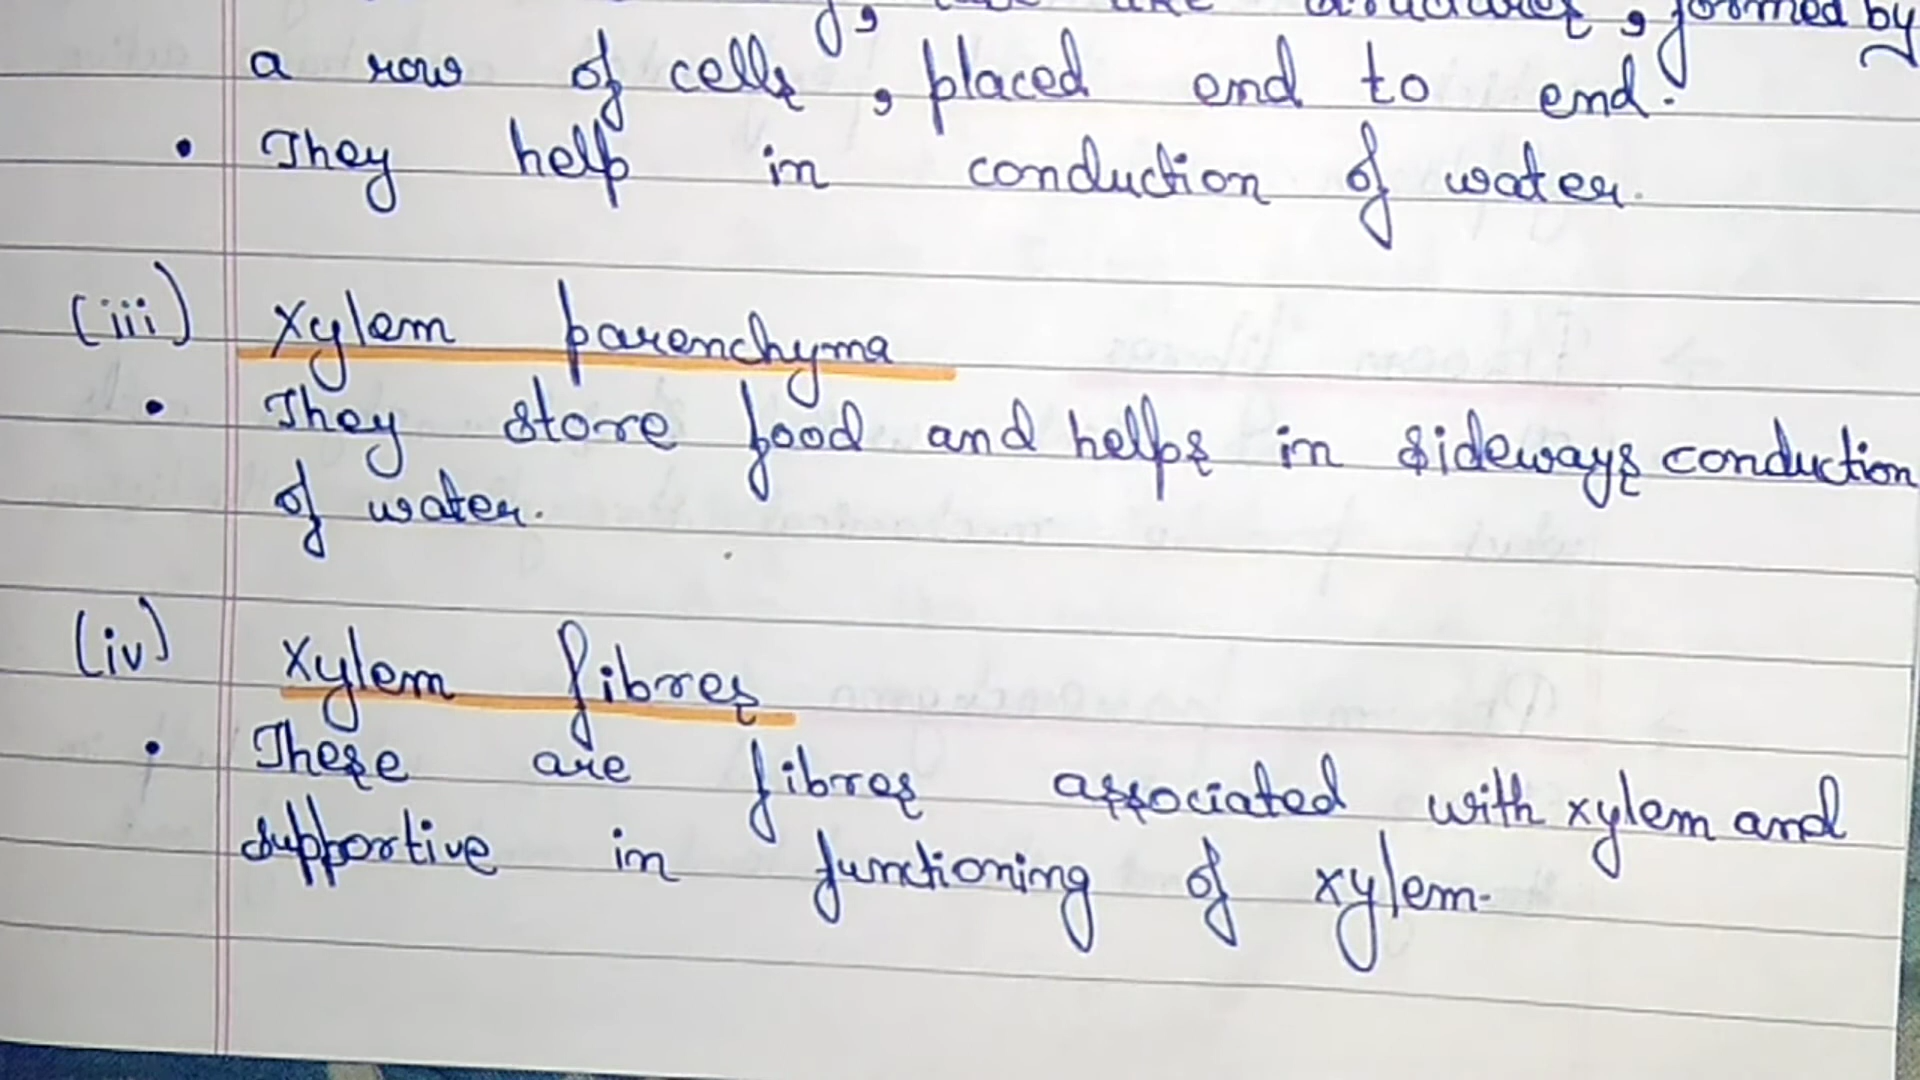 formed by
a row of cells, placed end to end.
• They help in conduction of water.
(iii) Xylem parenchyma
• They store food and helps in sideways conduction
of water.
(iv) Xylem fibres
• These are fibres associated with xylem and
supportive in functioning of xylem.